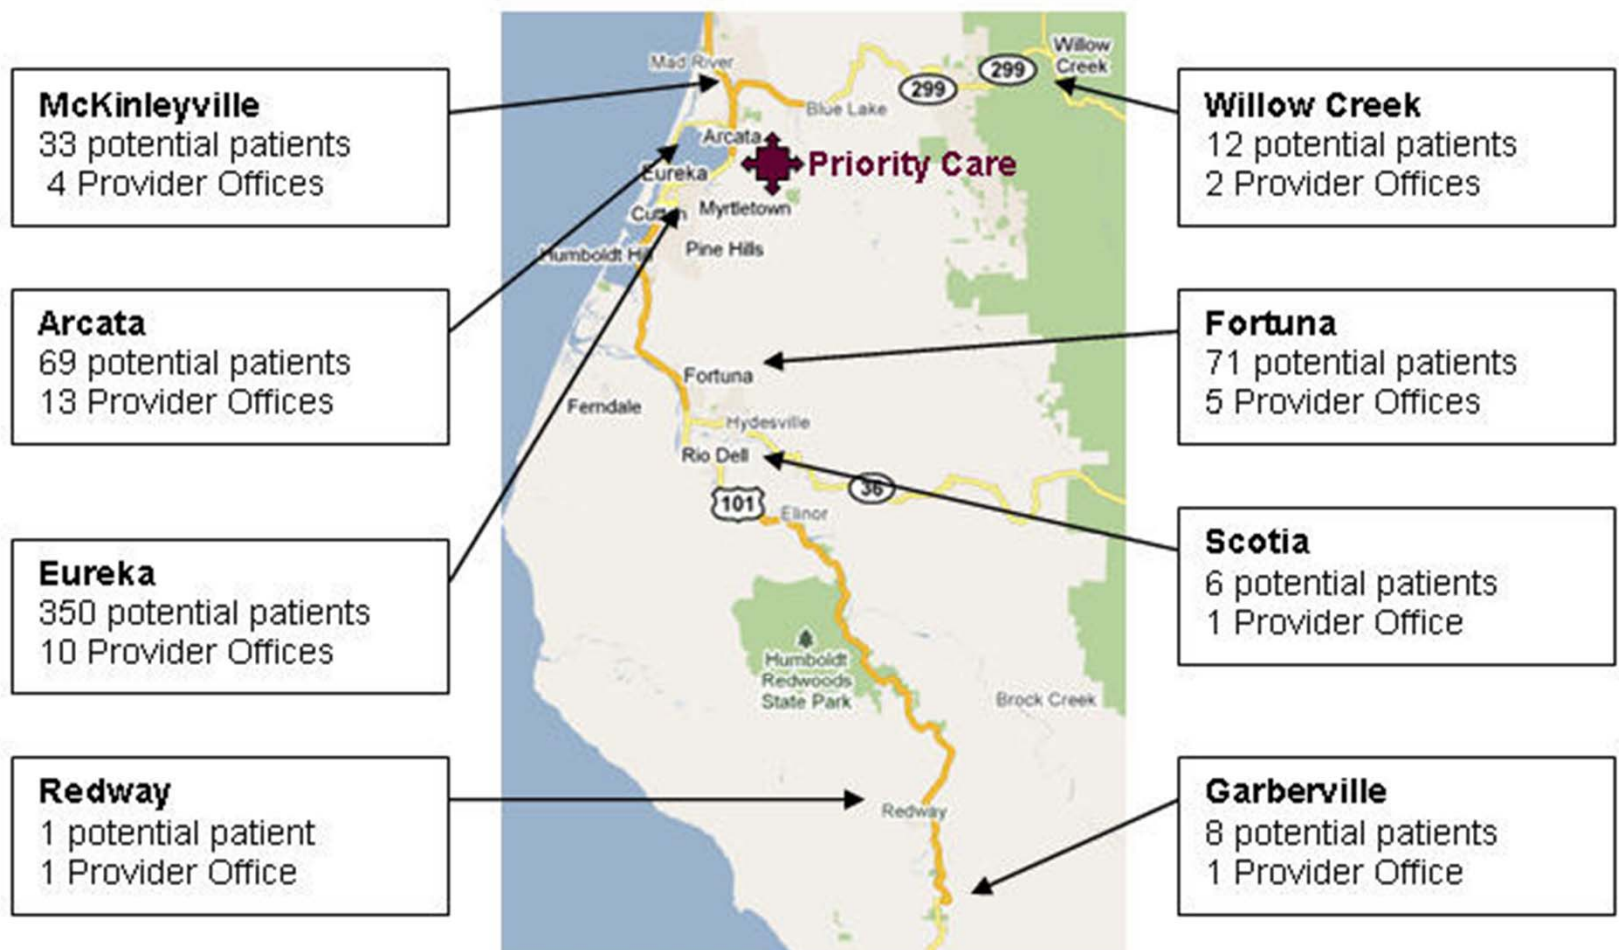 McKinleyville
33 potential patients
4 Provider Offices
Arcata
69 potential patients
13 Provider Offices
Eureka
350 potential patients
10 Provider Offices
Redway
1 potential patient
1 Provider Office
Mad River
Willow
Creek
299
299
Blue Lake
Arcata
Priority Care
Eureka
Myrtletown
Pine Hills
Fortuna
Ferndale
Hydesville
Rio Dell
36
101
Elinor
Humboldt
Redwoods
State Park
Brock Creek
Redway
Willow Creek
12 potential patients
2 Provider Offices
Fortuna
71 potential patients
5 Provider Offices
Scotia
6 potential patients
1 Provider Office
Garberville
8 potential patients
1 Provider Office